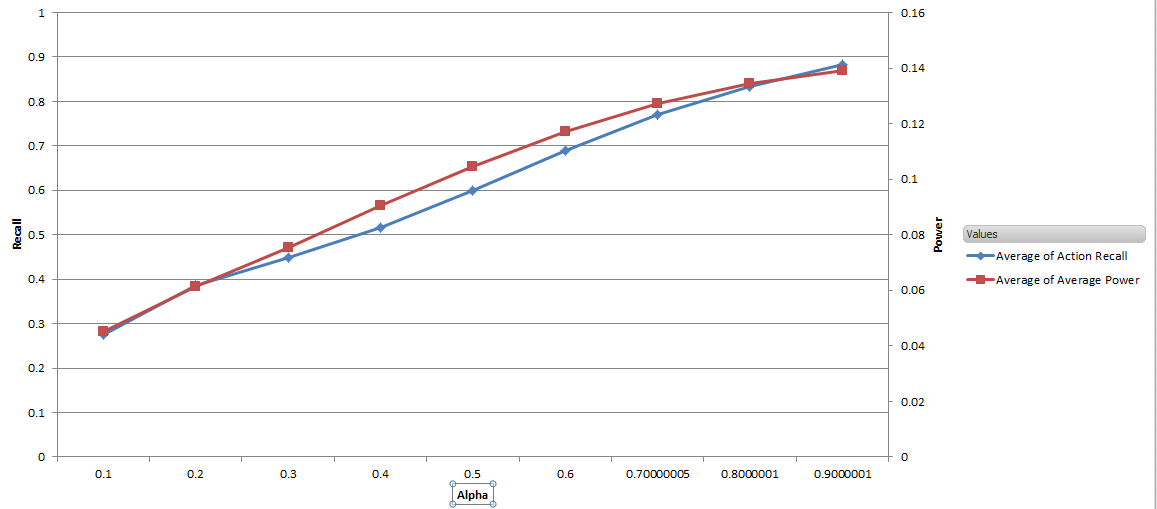 1
0.9
0.8
0.7
0.6
0.5
0.4
0.3
0.2
0.1
0
Recall
0.16
0.14
0.12
0.1
0.08
0.06
0.04
0.02
0
Power
0.1 0.2 0.3 0.4 0.5 0.6 0.70000005 0.8000001 0.9000001
Alpha
Values
Average of Action Recall
Average of Average Power